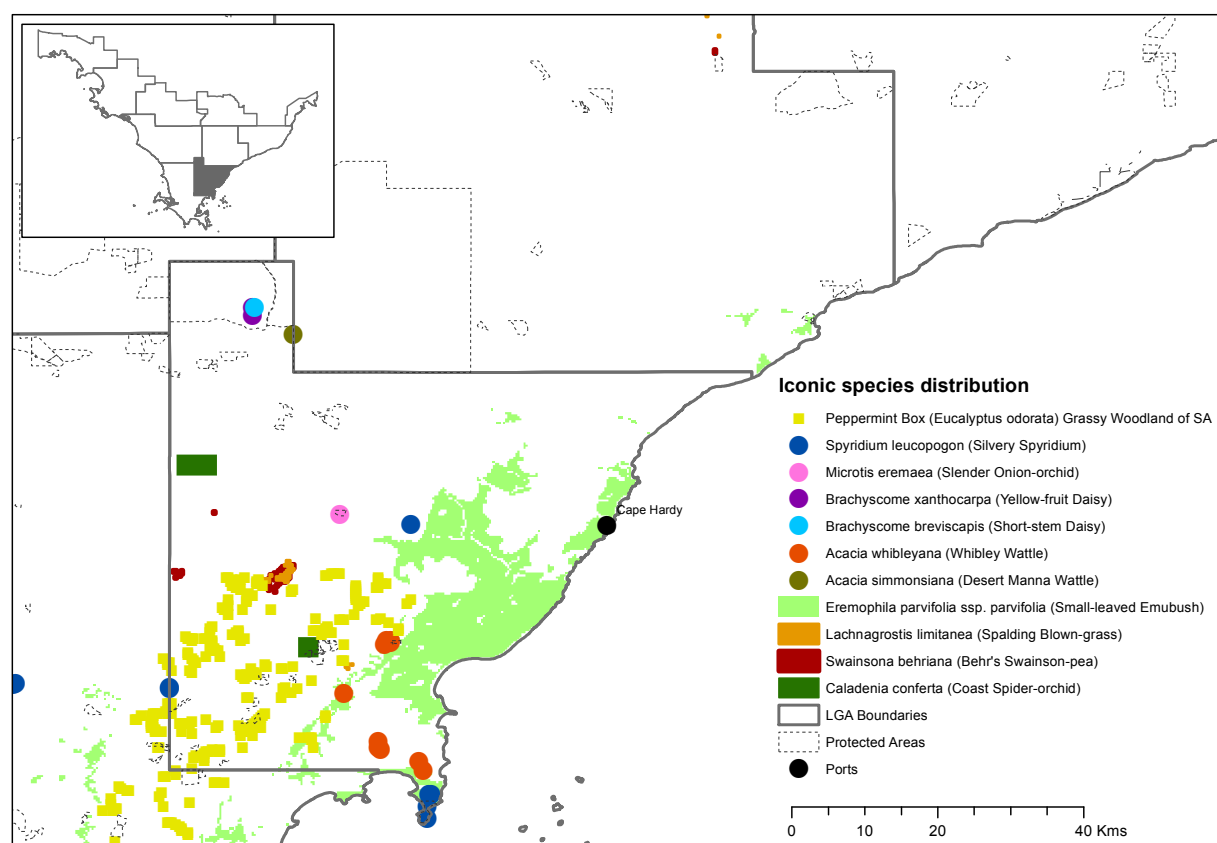 Cape Hardy
Iconic species distribution
Peppermint Box (Eucalyptus odorata) Grassy Woodland of SA
Spyridium leucopogon (Silvery Spyridium)
Microtis eremaea (Slender Onion-orchid)
Brachyscome xanthocarpa (Yellow-fruit Daisy)
Brachyscome breviscapis (Short-stem Daisy)
Acacia whibleyana (Whibley Wattle)
Acacia simmonsiana (Desert Manna Wattle)
Eremophila parvifolia ssp. parvifolia (Small-leaved Emubush)
Lachnagrostis limitanea (Spalding Blown-grass)
Swainsona behriana (Behr's Swainson-pea)
Caladenia conferta (Coast Spider-orchid)
LGA Boundaries
Protected Areas
Ports
0 10 20 40 Kms